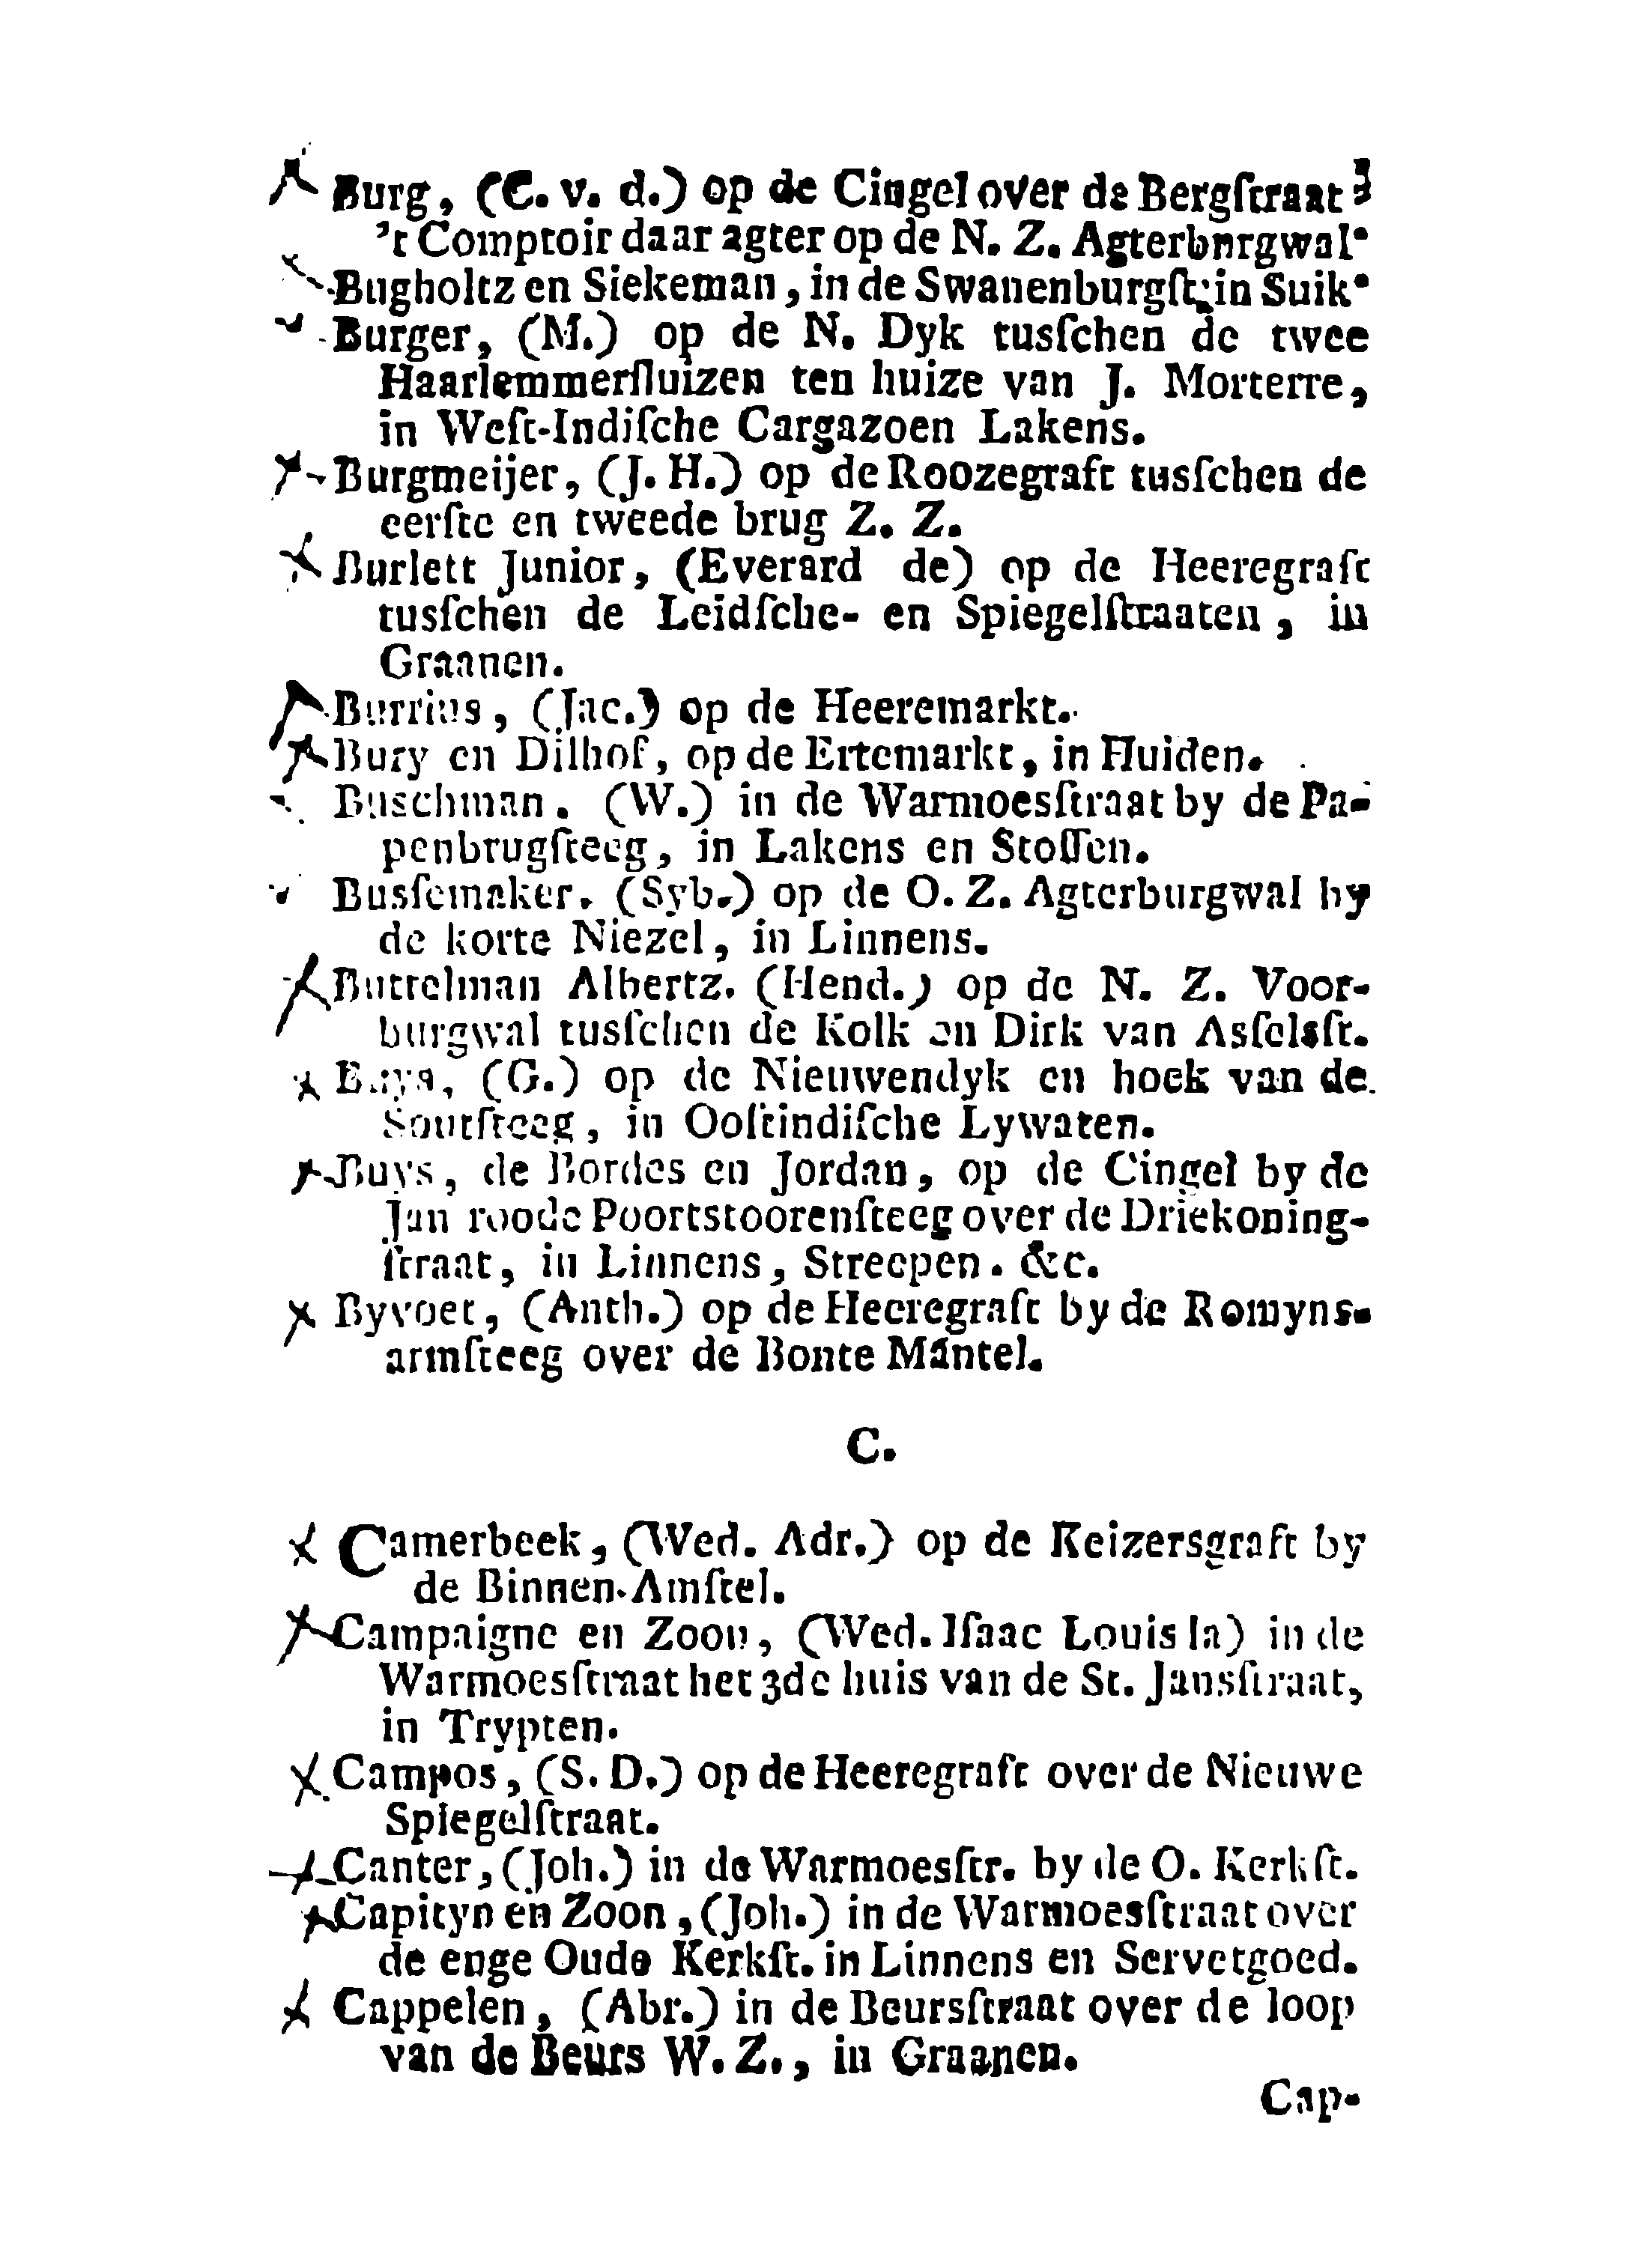 Burg, (C. v. d.) op de Cingel over de Bergſtraat
't Comptoir daar agter op de N. Z. Agterburgwal
Bugholtz en Siekeman, in de Swanenburgſt; in Suik
Burger, (M.) op de N. Dyk tusſchen de twee
Haarlemmerſluizen ten huize van J. Morterre,
in Weſt-Indiſche Cargazoen Lakens.
Burgmeijer, (J. H.) op de Roozegraft tusſchen de
eerſte en tweede brug Z. Z.
Burlett Junior, (Everard de) op de Heeregraft
tusſchen de Leidſche- en Spiegelſtraaten, in
Graanen.
Burrius, (Jac.) op de Heeremarkt.
Bury en Dilhof, op de Ertemarkt, in Huiden.
Buschman. (W.) in de Warmoesſtraat by de Pa-
penbrugſteeg, in Lakens en Stoffen.
Busſemaker. (Syb.) op de O. Z. Agterburgwal by
de korte Niezel, in Linnens.
Buttelman Albertz. (Hend.) op de N. Z. Voor-
burgwal tusſchen de Kolk en Dirk van Asſelsſt.
Buys, (G.) op de Nieuwendyk en hoek van de
Soutſteeg, in Ooſtindiſche Lywaten.
Buys, de Bordes en Jordan, op de Cingel by de
Jan roode Poortstoorenſteeg over de Driekoning-
ſtraat, in Linnens, Streepen. &c.
Byvoet, (Anth.) op de Heeregraft by de Romyns-
armſteeg over de Bonte Mantel.
C.
Camerbeek, (Wed. Adr.) op de Keizersgraft by
de Binnen-Amſtel.
Campaigne en Zoon, (Wed. Iſaac Louis la) in de
Warmoesſtraat het 3de huis van de St. Jansſtraat,
in Trypten.
Campos, (S. D.) op de Heeregraft over de Nieuwe
Spiegelſtraat.
Canter, (Joh.) in de Warmoesſtr. by de O. Kerkſt.
Capityn en Zoon, (Joh.) in de Warmoesſtraat over
de enge Oude Kerkſt. in Linnens en Servetgoed.
Cappelen, (Abr.) in de Beursſtraat over de loop
van de Beurs W. Z., in Graanen.
Cap-